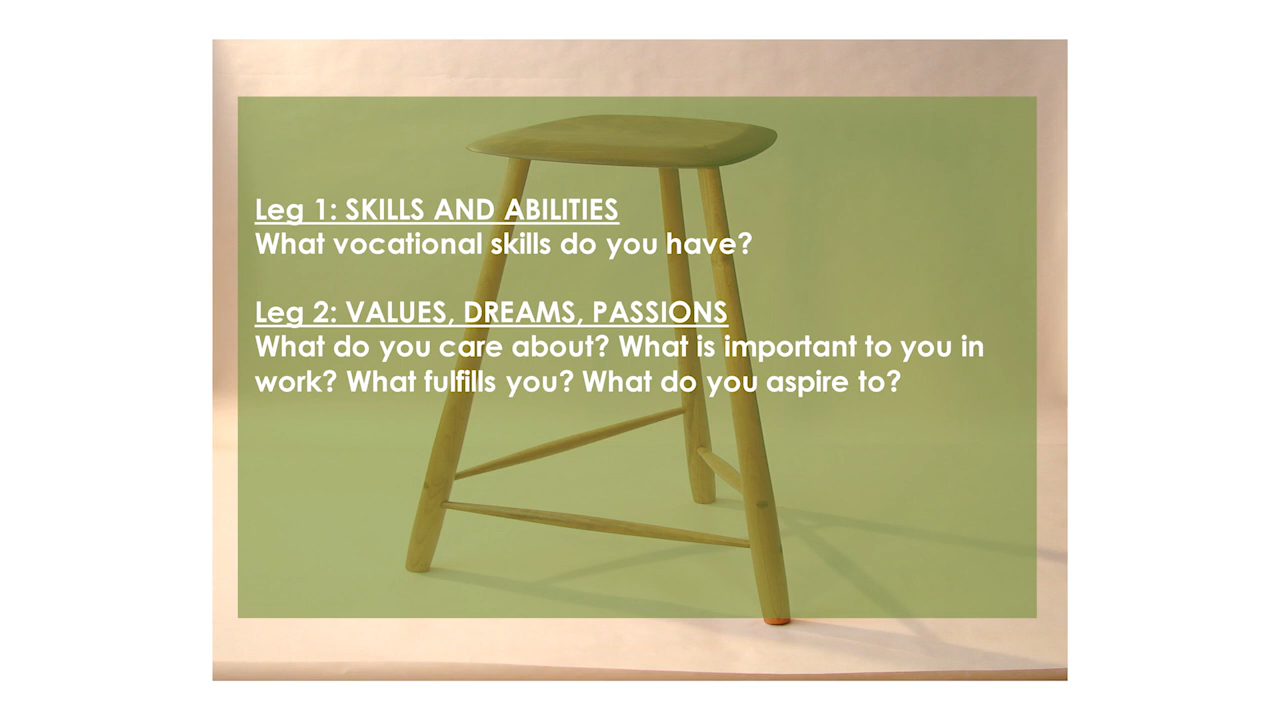 Leg 1: SKILLS AND ABILITIES
What vocational skills do you have?
Leg 2: VALUES, DREAMS, PASSIONS
What do you care about? What is important to you in
work? What fulfills you? What do you aspire to?